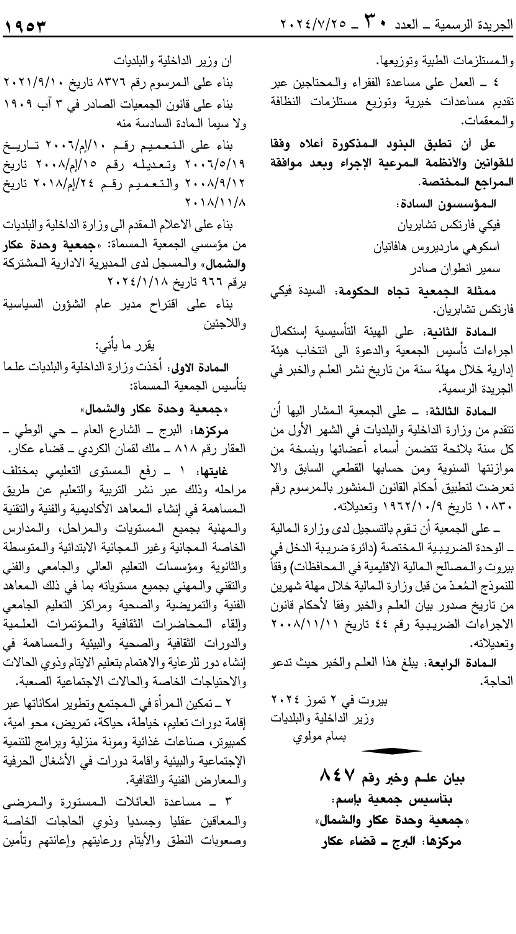 الجريدة الرسمية ـ العدد ٣٠ ـ ٢٠٢٤/٧/٢٥
١٩٥٣
والمستلزمات الطبية وتوزيعها.
٤ ـ العمل على مساعدة الفقراء والمحتاجين عبر
تقديم مساعدات خيرية وتوزيع مستلزمات النظافة
والمعقمات.
على أن تطبق البنود المذكورة أعلاه وفقا
للقوانين والأنظمة المرعية الإجراء وبعد موافقة
المراجع المختصة.
المؤسسون السادة:
فيكي فارتكس تشابريان
اسكوهي مارديروس هافاتيان
سمير انطوان صادر
ممثلة الجمعية تجاه الحكومة: السيدة فيكي
فارتكس تشابريان.
المادة الثانية: على الهيئة التأسيسية إستكمال
اجراءات تأسيس الجمعية والدعوة الى انتخاب هيئة
إدارية خلال مهلة سنة من تاريخ نشر العلم والخبر في
الجريدة الرسمية.
المادة الثالثة: ـ على الجمعية المشار اليها أن
تتقدم من وزارة الداخلية والبلديات في الشهر الأول من
كل سنة بلائحة تتضمن أسماء أعضائها وبنسخة من
موازنتها السنوية ومن حسابها القطعي السابق والا
تعرضت لتطبيق أحكام القانون المنشور بالمرسوم رقم
١٠٨٣٠ تاريخ ١٩٦٢/١٠/٩ وتعديلاته.
ـ على الجمعية أن تقوم بالتسجيل لدى وزارة المالية
ـ الوحدة الضريبية المختصة (دائرة ضريبة الدخل في
بيروت والمصالح المالية الاقليمية في المحافظات) وفقاً
للنموذج المُعدّ من قبل وزارة المالية خلال مهلة شهرين
من تاريخ صدور بيان العلم والخبر وفقا لأحكام قانون
الاجراءات الضريبية رقم ٤٤ تاريخ ٢٠٠٨/١١/١١
وتعديلاته.
المادة الرابعة: يبلغ هذا العلم والخبر حيث تدعو
الحاجة.
بيروت في ٢ تموز ٢٠٢٤
وزير الداخلية والبلديات
بسام مولوي
بيان علم وخبر رقم ٨٤٧
بتأسيس جمعية بإسم:
«جمعية وحدة عكار والشمال»
مركزها: البرج ـ قضاء عكار
ان وزير الداخلية والبلديات
بناء على المرسوم رقم ٨٣٧٦ تاريخ ٢٠٢١/٩/١٠
بناء على قانون الجمعيات الصادر في ٣ آب ١٩٠٩
ولا سيما المادة السادسة منه
بناء على التعميم رقم ١٠/إم/٢٠٠٦ تاريخ
٢٠٠٦/٥/١٩ وتعديله رقم ١٥/إم/٢٠٠٨ تاريخ
٢٠٠٨/٩/١٢ والتعميم رقم ٢٤/إم/٢٠١٨ تاريخ
٢٠١٨/١١/٨
بناء على الاعلام المقدم الى وزارة الداخلية والبلديات
من مؤسسي الجمعية المسماة: «جمعية وحدة عكار
والشمال» والمسجل لدى المديرية الادارية المشتركة
برقم ٩٦٦ تاريخ ٢٠٢٤/١/١٨
بناء على اقتراح مدير عام الشؤون السياسية
واللاجئين
يقرر ما يأتي:
المادة الاولى: أخذت وزارة الداخلية والبلديات علما
بتأسيس الجمعية المسماة:
«جمعية وحدة عكار والشمال»
مركزها: البرج ـ الشارع العام ـ حي الوطي ـ
العقار رقم ٨١٨ ـ ملك لقمان الكردي ـ قضاء عكار.
غايتها: ١ ـ رفع المستوى التعليمي بمختلف
مراحله وذلك عبر نشر التربية والتعليم عن طريق
المساهمة في إنشاء المعاهد الأكاديمية والفنية والتقنية
والمهنية بجميع المستويات والمراحل، والمدارس
الخاصة المجانية وغير المجانية الابتدائية والمتوسطة
والثانوية ومؤسسات التعليم العالي والجامعي والفني
والتقني والمهني بجميع مستوياته بما في ذلك المعاهد
الفنية والتمريضية والصحية ومراكز التعليم الجامعي
وإلقاء المحاضرات الثقافية والمؤتمرات العلمية
والدورات الثقافية والصحية والبيئية والمساهمة في
إنشاء دور للرعاية والاهتمام بتعليم الايتام وذوي الحالات
والاحتياجات الخاصة والحالات الاجتماعية الصعبة.
٢ ـ تمكين المرأة في المجتمع وتطوير امكاناتها عبر
إقامة دورات تعليم، خياطة، حياكة، تمريض، محو امية،
كمبيوتر، صناعات غذائية ومونة منزلية وبرامج للتنمية
الإجتماعية والبيئية واقامة دورات في الأشغال الحرفية
والمعارض الفنية والثقافية.
٣ ـ مساعدة العائلات المستورة والمرضى
والمعاقين عقليا وجسديا وذوي الحاجات الخاصة
وصعوبات النطق والأيتام ورعايتهم وإعانتهم وتأمين